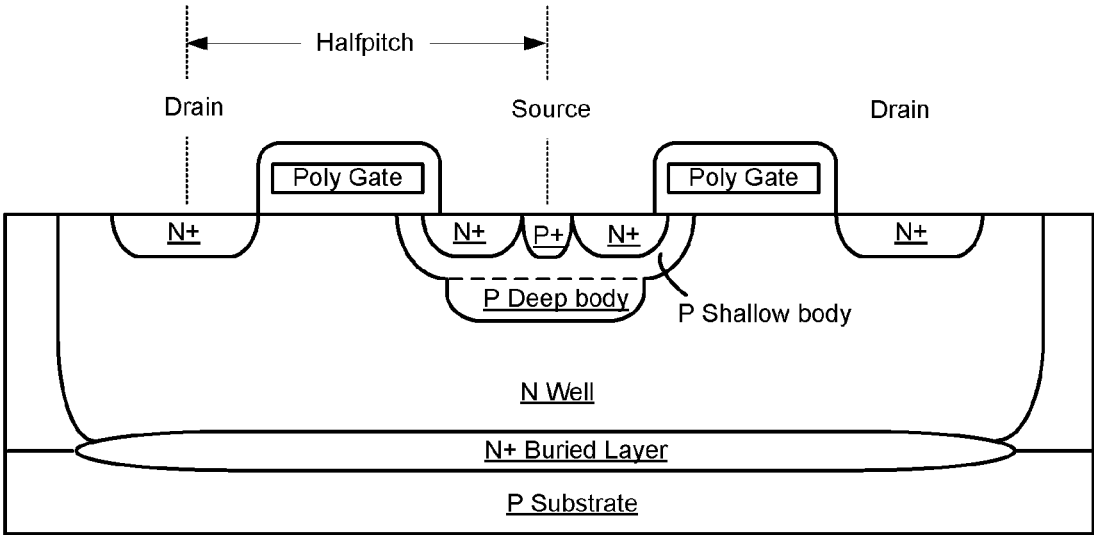 Halfpitch
Drain
Source
Drain
Poly Gate
Poly Gate
N+
N+
P+
N+
N+
P Deep body
P Shallow body
N Well
N+ Buried Layer
P Substrate